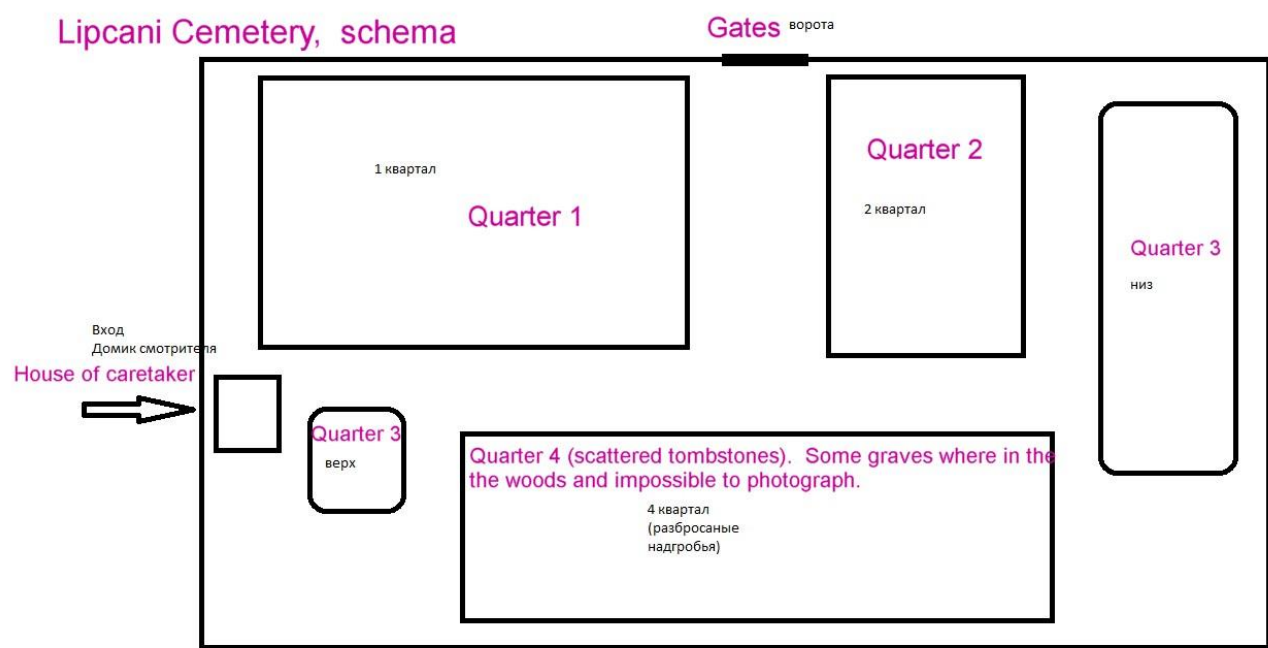 Lipcani Cemetery, schema
Gates ворота
1 квартал
Quarter 1
Quarter 2
2 квартал
Quarter 3
низ
Вход
Домик смотрителя
House of caretaker
Quarter 3
верх
Quarter 4 (scattered tombstones). Some graves where in the
the woods and impossible to photograph.
4 квартал
(разбросаные
надгробья)